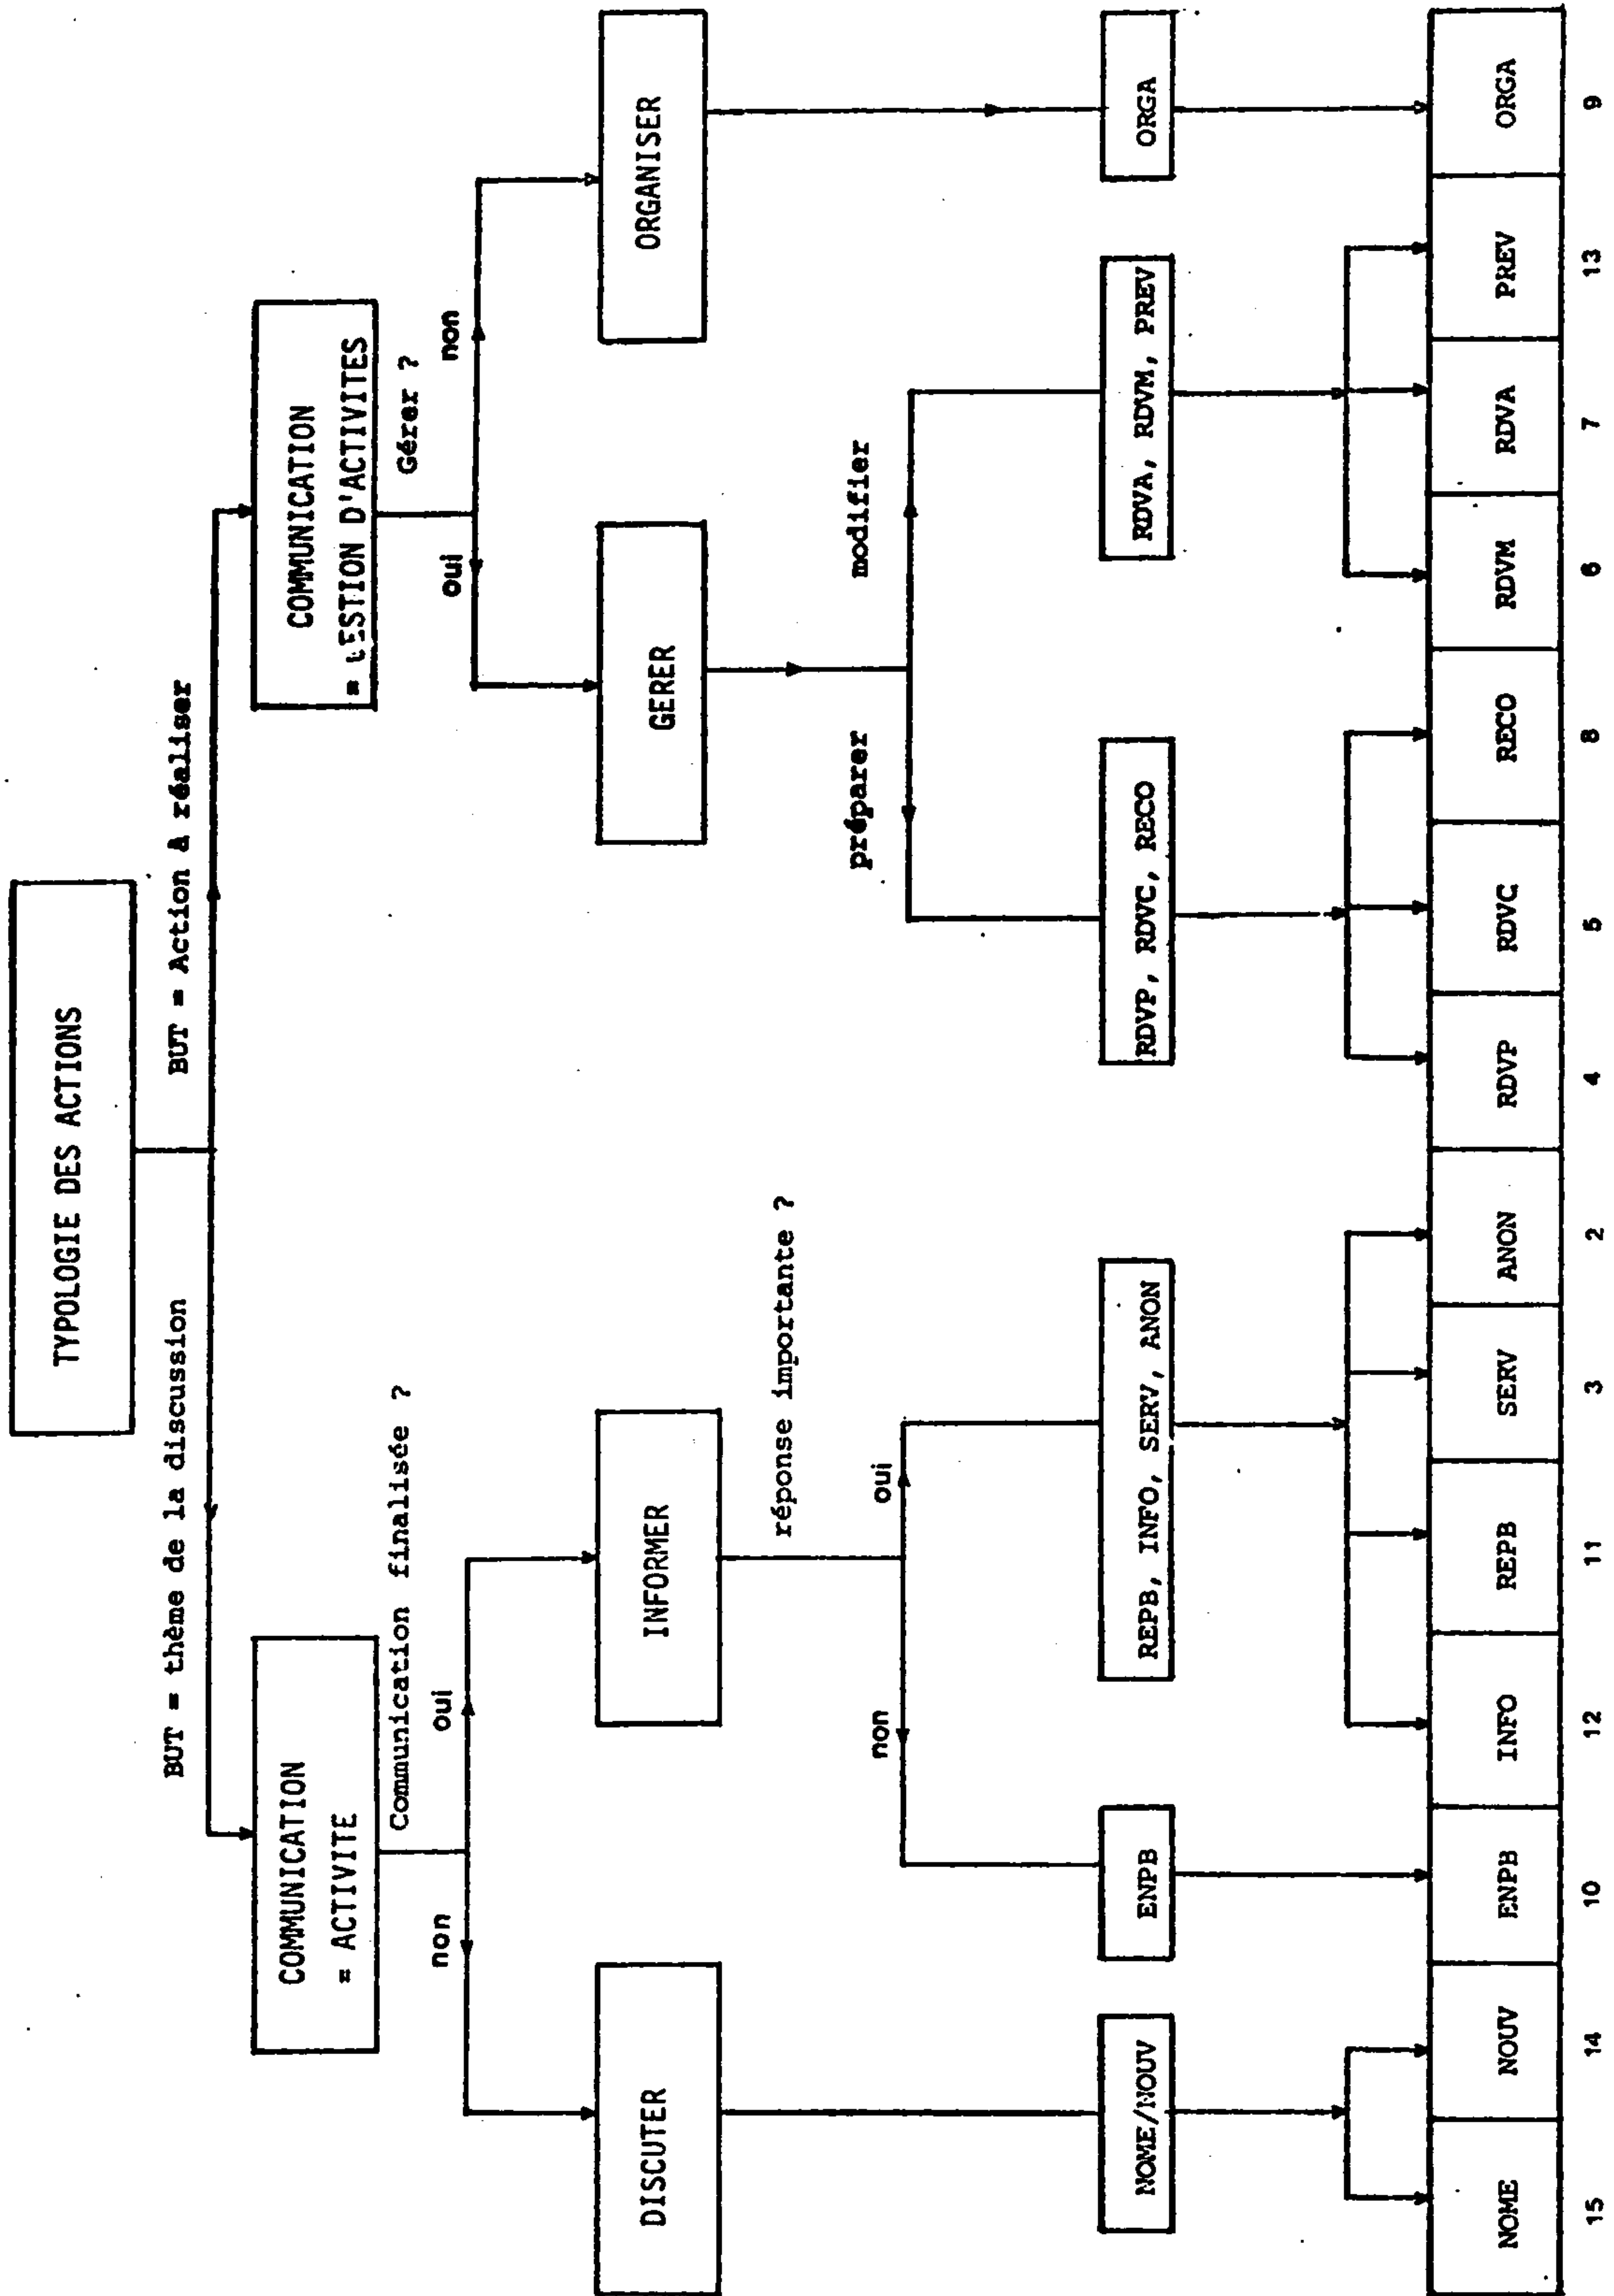 TYPOLOGIE DES ACTIONS
BUT = thème de la discussion
BUT = Action à réaliser
COMMUNICATION
= ACTIVITE
COMMUNICATION
= GESTION D'ACTIVITES
Communication finalisée ?
Gérer ?
non
oui
oui
non
DISCUTER
INFORMER
GERER
ORGANISER
réponse importante ?
non
oui
préparer
modifier
NOME/NOUV
ENPB
REPB, INFO, SERV, ANON
RDVP, RDVC, RECO
RDVA, RDVM, PREV
ORGA
NOME
NOUV
ENPB
INFO
REPB
SERV
ANON
RDVP
RDVC
RECO
RDVM
RDVA
PREV
ORGA
15
14
10
12
11
3
2
4
5
8
6
7
13
9